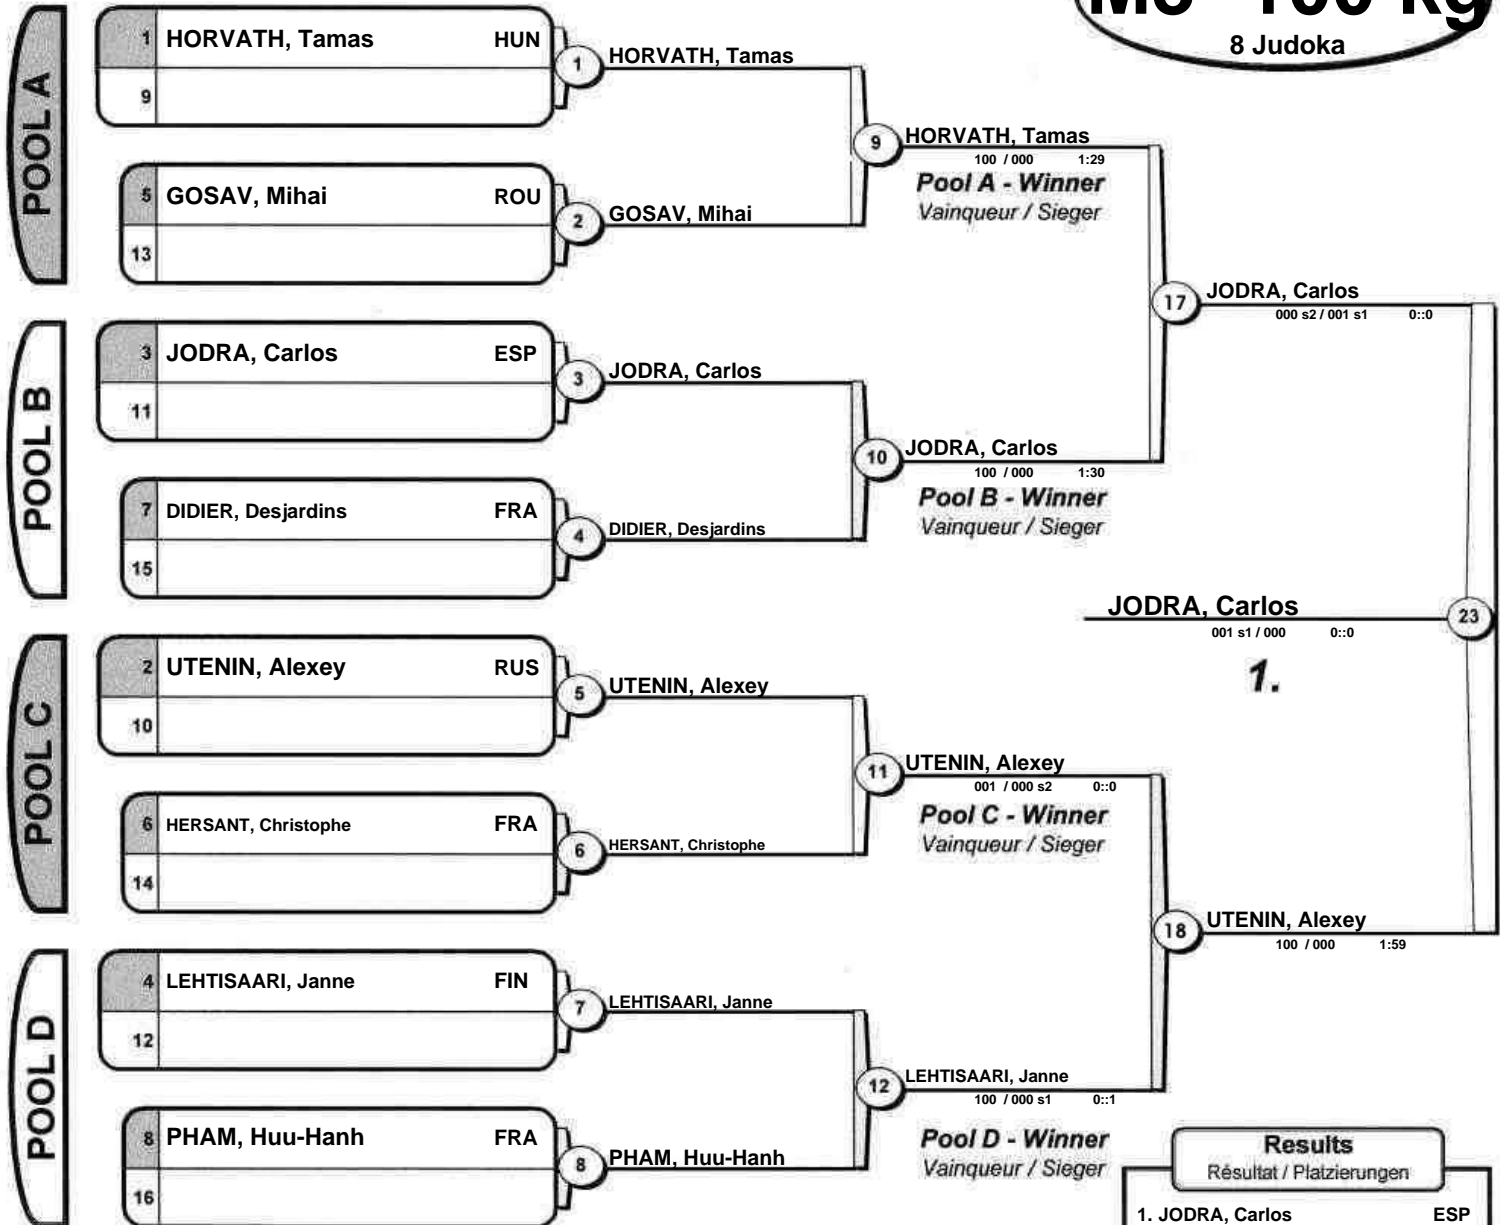 8 Judoka
POOL A
1 HORVATH, Tamas HUN
9
1 HORVATH, Tamas
5 GOSAV, Mihai ROU
13
2 GOSAV, Mihai
9 HORVATH, Tamas
100 / 000 1:29
Pool A - Winner
Vainqueur / Sieger
POOL B
3 JODRA, Carlos ESP
11
3 JODRA, Carlos
7 DIDIER, Desjardins FRA
15
4 DIDIER, Desjardins
10 JODRA, Carlos
100 / 000 1:30
Pool B - Winner
Vainqueur / Sieger
17 JODRA, Carlos
000 s2 / 001 s1 0::0
JODRA, Carlos 23
001 s1 / 000 0::0
1.
POOL C
2 UTENIN, Alexey RUS
10
5 UTENIN, Alexey
6 HERSANT, Christophe FRA
14
6 HERSANT, Christophe
11 UTENIN, Alexey
001 / 000 s2 0::0
Pool C - Winner
Vainqueur / Sieger
18 UTENIN, Alexey
100 / 000 1:59
POOL D
4 LEHTISAARI, Janne FIN
12
7 LEHTISAARI, Janne
8 PHAM, Huu-Hanh FRA
16
8 PHAM, Huu-Hanh
12 LEHTISAARI, Janne
100 / 000 s1 0::1
Pool D - Winner
Vainqueur / Sieger
Results
Résultat / Platzierungen
1. JODRA, Carlos ESP